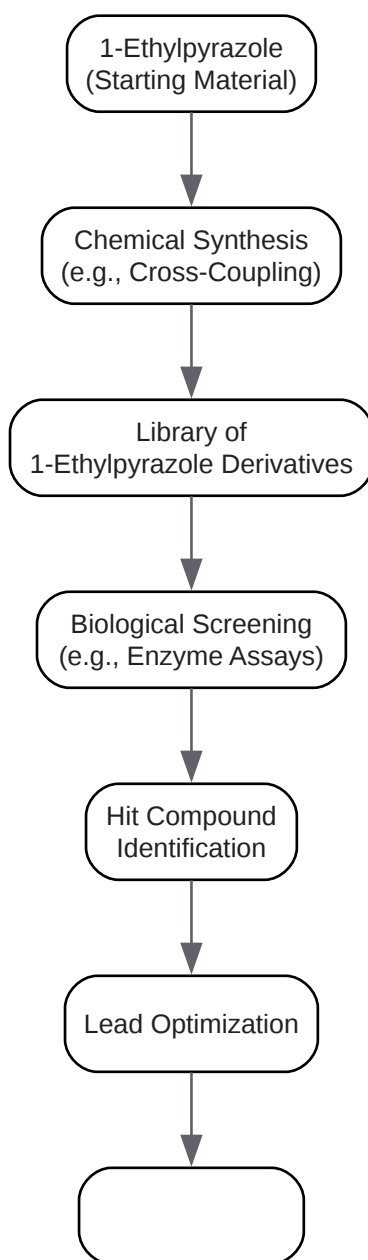 1-Ethylpyrazole
(Starting Material)
Chemical Synthesis
(e.g., Cross-Coupling)
Library of
1-Ethylpyrazole Derivatives
Biological Screening
(e.g., Enzyme Assays)
Hit Compound
Identification
Lead Optimization